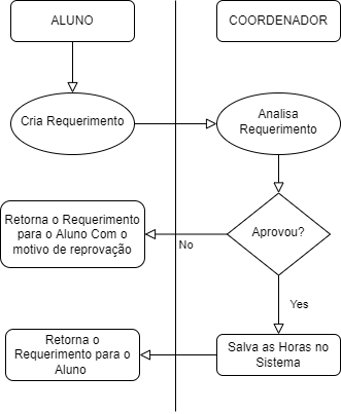 ALUNO
COORDENADOR
Cria Requerimento
Analisa
Requerimento
Aprovou?
No
Retorna o Requerimento
para o Aluno Com o
motivo de reprovação
Yes
Salva as Horas no
Sistema
Retorna o
Requerimento para o
Aluno